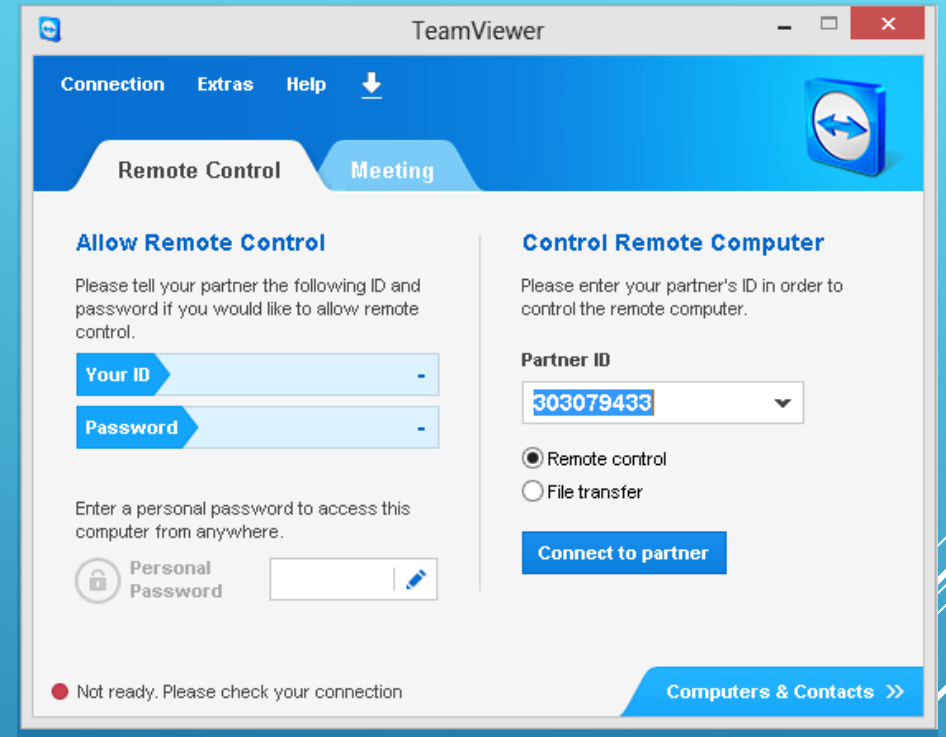 TeamViewer
Connection Extras Help
Remote Control Meeting
Allow Remote Control
Please tell your partner the following ID and
password if you would like to allow remote
control.
Your ID -
Password -
Enter a personal password to access this
computer from anywhere.
Personal
Password
Control Remote Computer
Please enter your partner's ID in order to
control the remote computer.
Partner ID
303079433
Remote control
File transfer
Connect to partner
Not ready. Please check your connection
Computers & Contacts >>